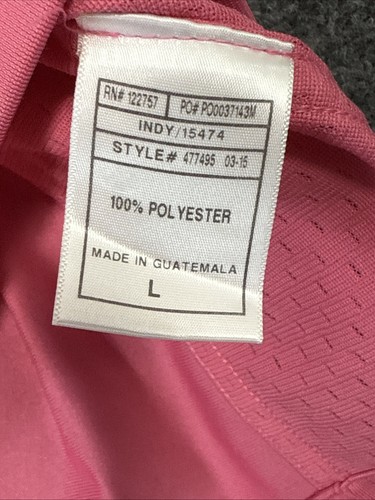 RN# 122757 PO# PO0037143M
INDY/15474
STYLE# 477495 03-15
100% POLYESTER
MADE IN GUATEMALA
L